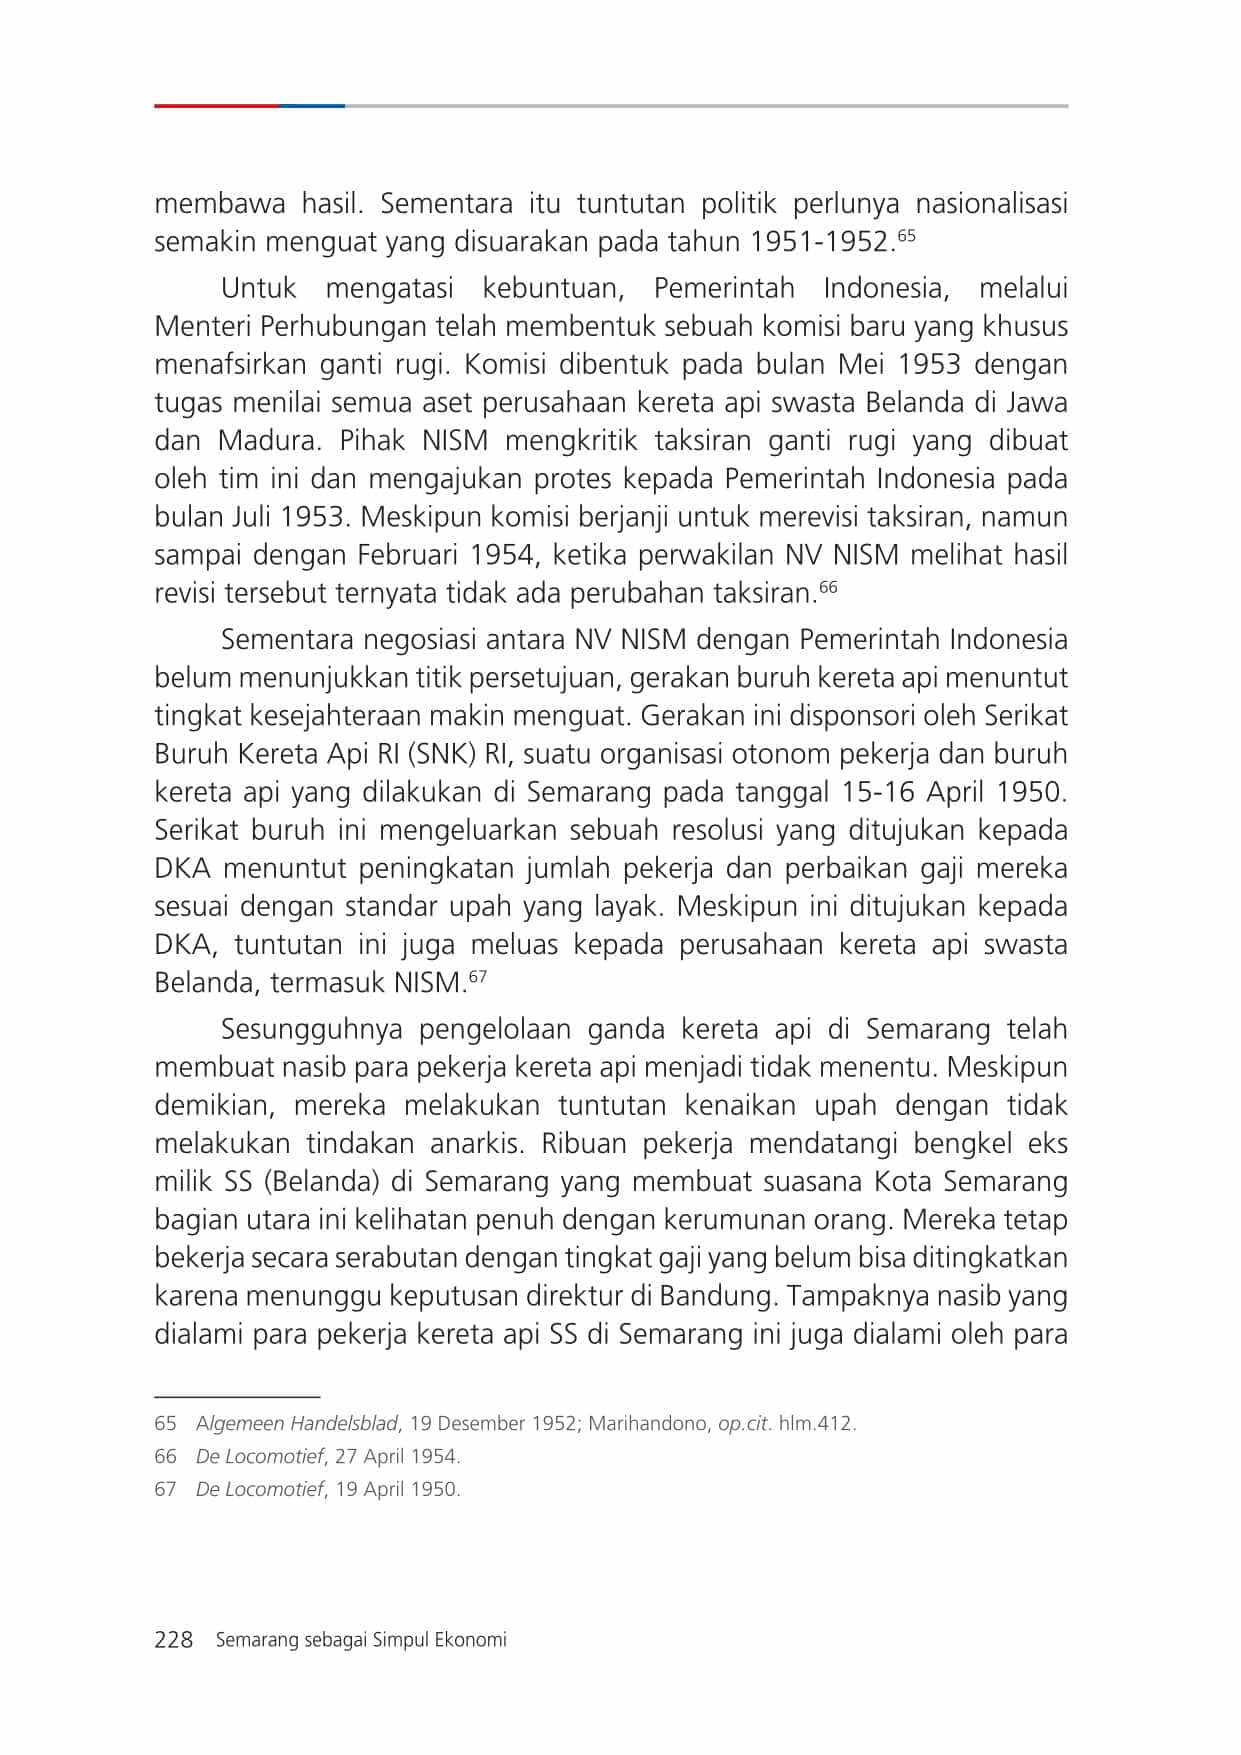 membawa hasil. Sementara itu tuntutan politik perlunya nasionalisasi
semakin menguat yang disuarakan pada tahun 1951-1952.65
Untuk mengatasi kebuntuan, Pemerintah Indonesia, melalui
Menteri Perhubungan telah membentuk sebuah komisi baru yang khusus
menafsirkan ganti rugi. Komisi dibentuk pada bulan Mei 1953 dengan
tugas menilai semua aset perusahaan kereta api swasta Belanda di Jawa
dan Madura. Pihak NISM mengkritik taksiran ganti rugi yang dibuat
oleh tim ini dan mengajukan protes kepada Pemerintah Indonesia pada
bulan Juli 1953. Meskipun komisi berjanji untuk merevisi taksiran, namun
sampai dengan Februari 1954, ketika perwakilan NV NISM melihat hasil
revisi tersebut ternyata tidak ada perubahan taksiran.66
Sementara negosiasi antara NV NISM dengan Pemerintah Indonesia
belum menunjukkan titik persetujuan, gerakan buruh kereta api menuntut
tingkat kesejahteraan makin menguat. Gerakan ini disponsori oleh Serikat
Buruh Kereta Api RI (SNK) RI, suatu organisasi otonom pekerja dan buruh
kereta api yang dilakukan di Semarang pada tanggal 15-16 April 1950.
Serikat buruh ini mengeluarkan sebuah resolusi yang ditujukan kepada
DKA menuntut peningkatan jumlah pekerja dan perbaikan gaji mereka
sesuai dengan standar upah yang layak. Meskipun ini ditujukan kepada
DKA, tuntutan ini juga meluas kepada perusahaan kereta api swasta
Belanda, termasuk NISM.67
Sesungguhnya pengelolaan ganda kereta api di Semarang telah
membuat nasib para pekerja kereta api menjadi tidak menentu. Meskipun
demikian, mereka melakukan tuntutan kenaikan upah dengan tidak
melakukan tindakan anarkis. Ribuan pekerja mendatangi bengkel eks
milik SS (Belanda) di Semarang yang membuat suasana Kota Semarang
bagian utara ini kelihatan penuh dengan kerumunan orang. Mereka tetap
bekerja secara serabutan dengan tingkat gaji yang belum bisa ditingkatkan
karena menunggu keputusan direktur di Bandung. Tampaknya nasib yang
dialami para pekerja kereta api SS di Semarang ini juga dialami oleh para
65 Algemeen Handelsblad, 19 Desember 1952; Marihandono, op.cit. hlm.412.
66 De Locomotief, 27 April 1954.
67 De Locomotief, 19 April 1950.
228 Semarang sebagai Simpul Ekonomi